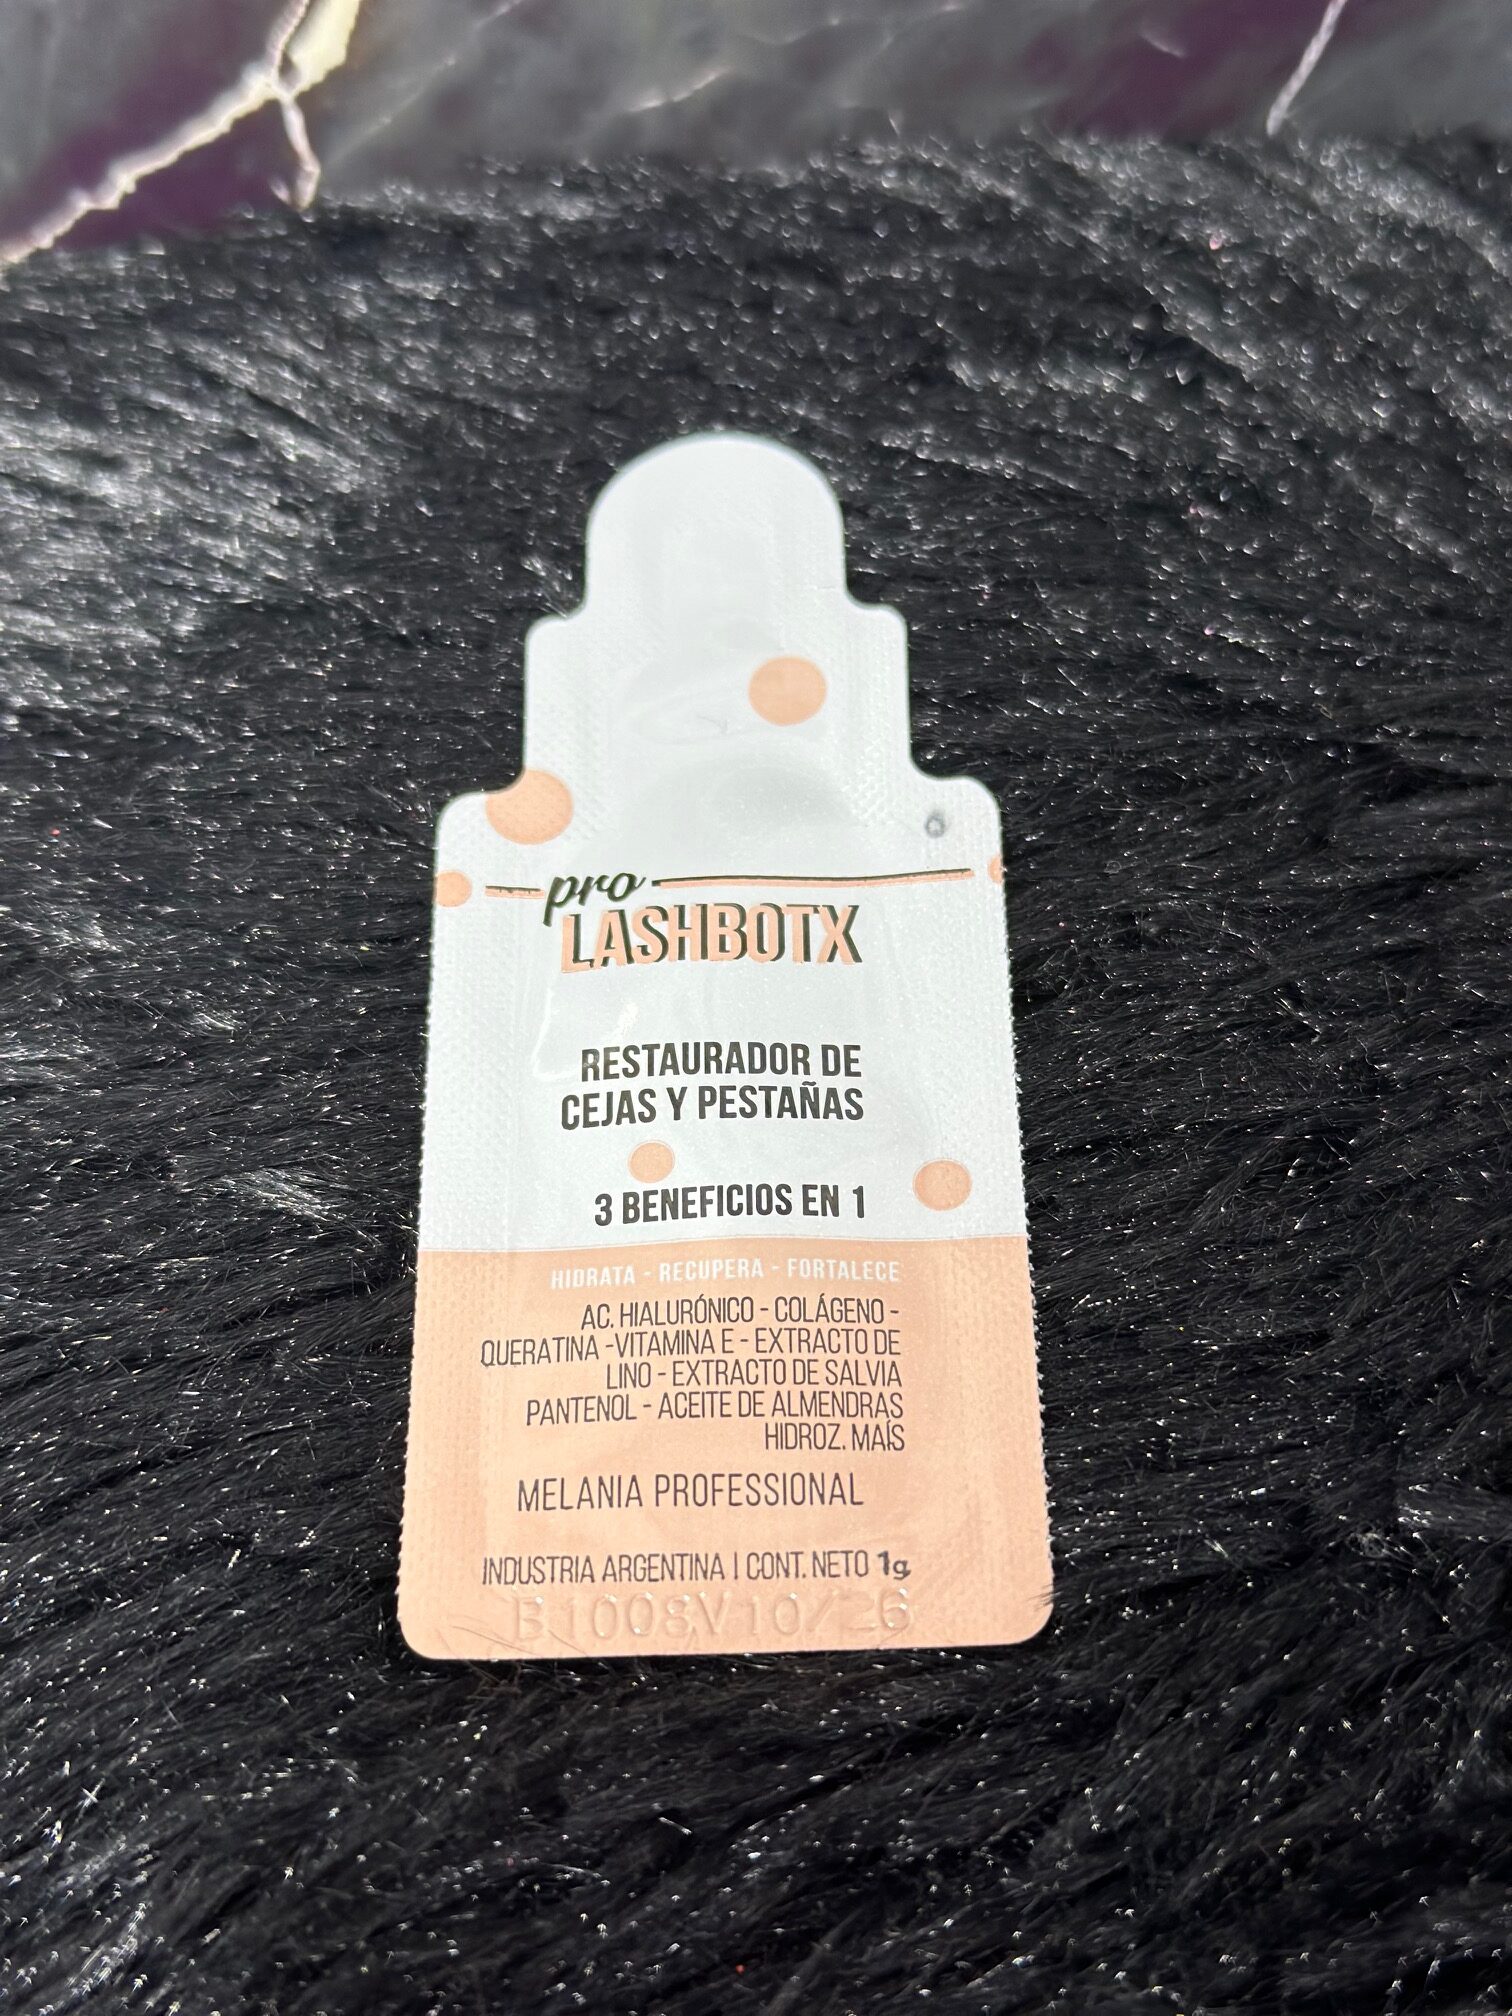 pro
LASHBOTX
RESTAURADOR DE
CEJAS Y PESTAÑAS
3 BENEFICIOS EN 1
HIDRATA - RECUPERA - FORTALECE
AC. HIALURÓNICO - COLÁGENO -
QUERATINA -VITAMINA E - EXTRACTO DE
LINO - EXTRACTO DE SALVIA
PANTENOL - ACEITE DE ALMENDRAS
HIDROZ. MAÍS
MELANIA PROFESSIONAL
INDUSTRIA ARGENTINA | CONT. NETO 1g
B1008V10/26